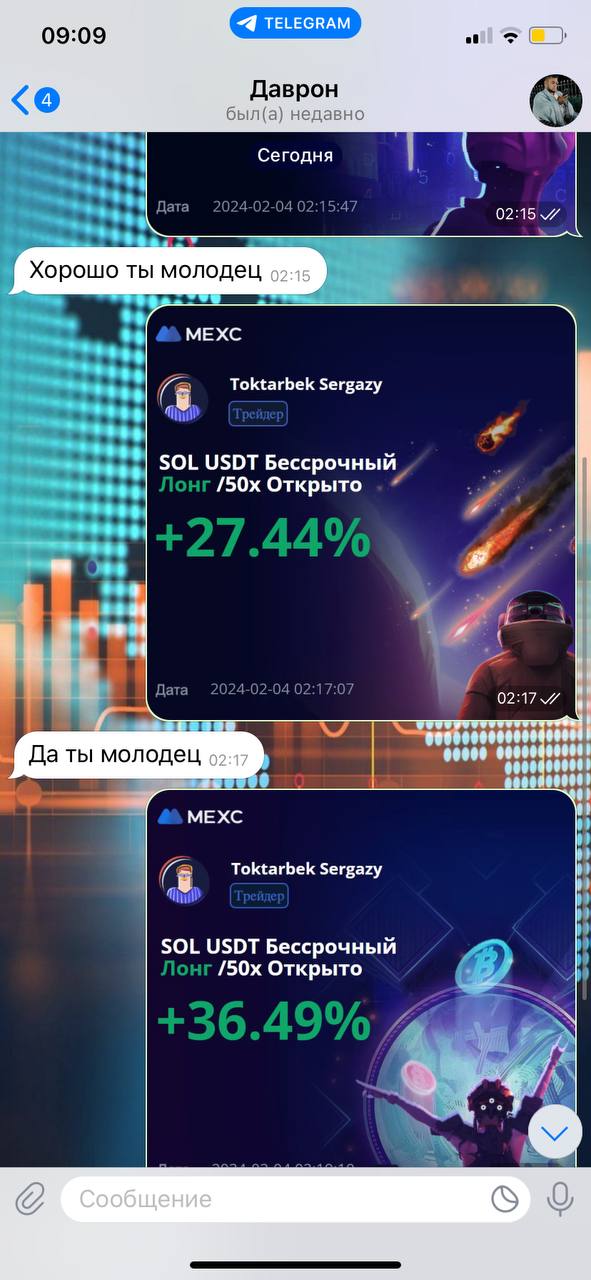 09:09
TELEGRAM
4
Даврон
был(а) недавно
Сегодня
Дата 2024-02-04 02:15:47
02:15
Хорошо ты молодец 02:15
MEXC
Toktarbek Sergazy
Трейдер
SOL USDT Бессрочный
Лонг /50x Открыто
+27.44%
Дата 2024-02-04 02:17:07
02:17
Да ты молодец 02:17
MEXC
Toktarbek Sergazy
Трейдер
SOL USDT Бессрочный
Лонг /50x Открыто
+36.49%
Сообщение